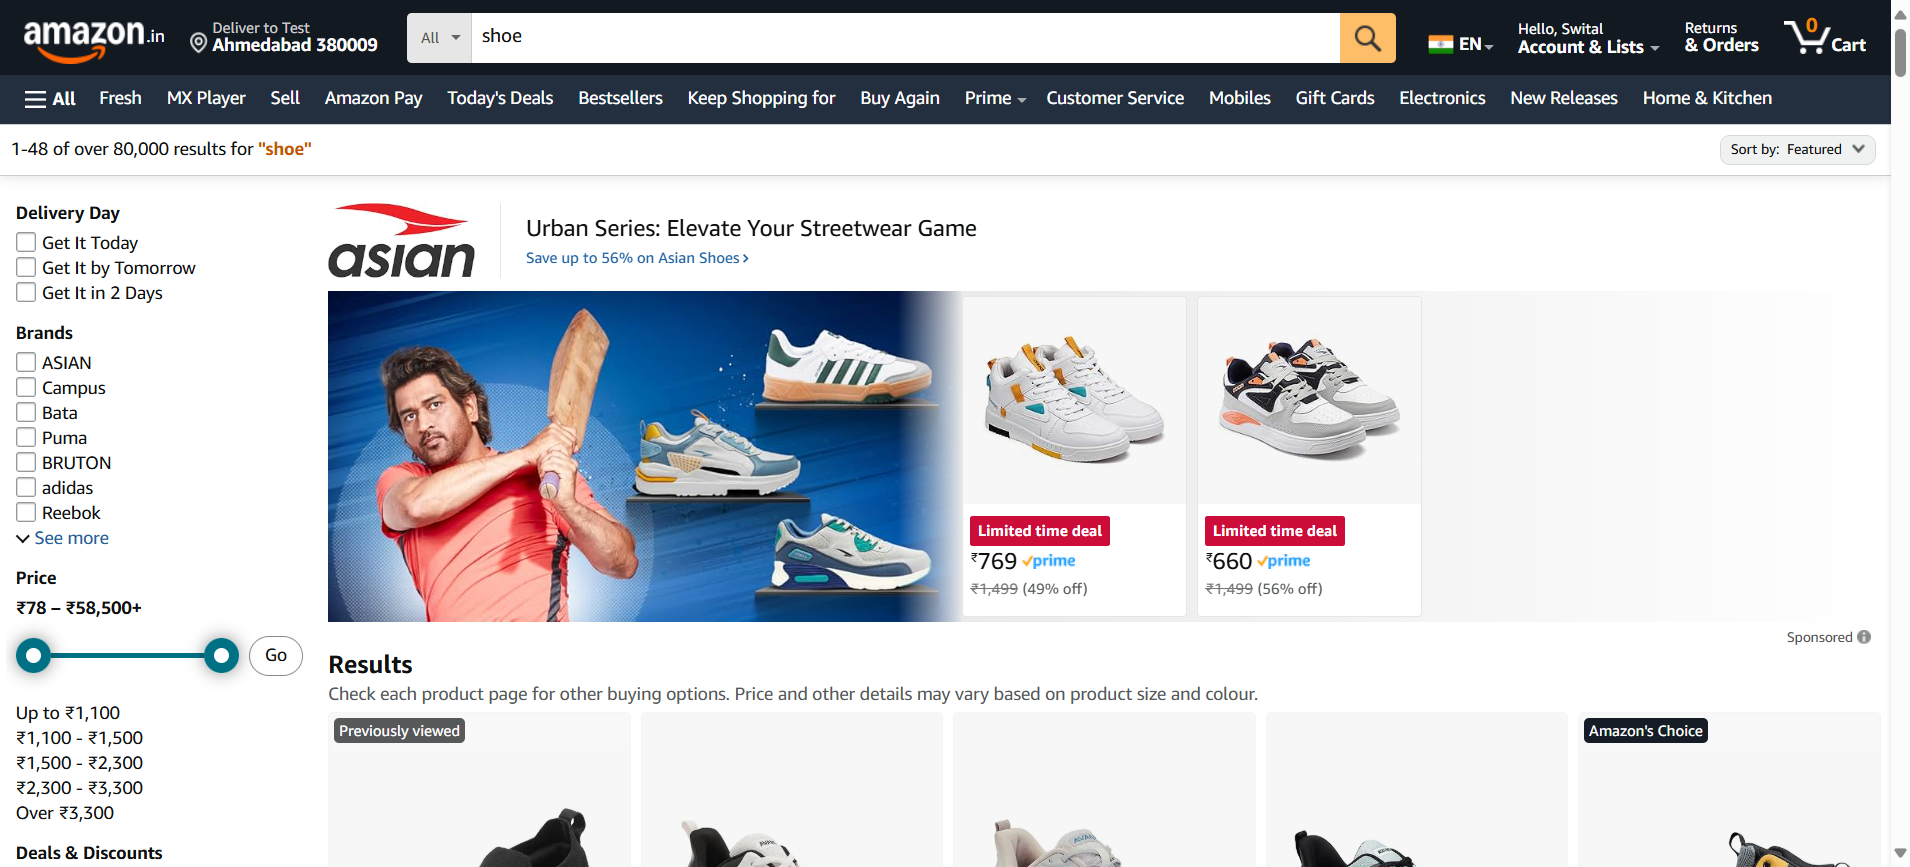 amazon.in
Deliver to Test
Ahmedabad 380009
All
shoe
EN
Hello, Swital
Account & Lists
Returns
& Orders
0
Cart
All
Fresh
MX Player
Sell
Amazon Pay
Today's Deals
Bestsellers
Keep Shopping for
Buy Again
Prime
Customer Service
Mobiles
Gift Cards
Electronics
New Releases
Home & Kitchen
1-48 of over 80,000 results for "shoe"
Sort by: Featured
Delivery Day
Get It Today
Get It by Tomorrow
Get It in 2 Days
Brands
ASIAN
Campus
Bata
Puma
BRUTON
adidas
Reebok
See more
Price
₹78 – ₹58,500+
Go
Up to ₹1,100
₹1,100 - ₹1,500
₹1,500 - ₹2,300
₹2,300 - ₹3,300
Over ₹3,300
Deals & Discounts
asian
Urban Series: Elevate Your Streetwear Game
Save up to 56% on Asian Shoes
Limited time deal
₹769 prime
₹1,499 (49% off)
Limited time deal
₹660 prime
₹1,499 (56% off)
Sponsored
Results
Check each product page for other buying options. Price and other details may vary based on product size and colour.
Previously viewed
Amazon's Choice